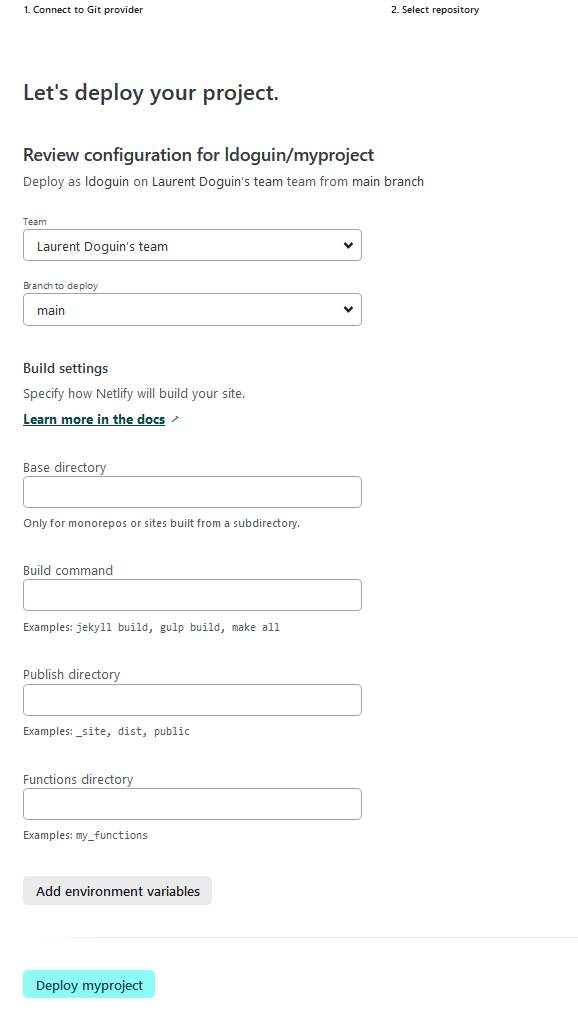 1. Connect to Git provider
2. Select repository
Let's deploy your project.
Review configuration for ldoguin/myproject
Deploy as ldoguin on Laurent Doguin's team team from main branch
Team
Laurent Doguin's team
Branch to deploy
main
Build settings
Specify how Netlify will build your site.
Learn more in the docs ↗
Base directory
Only for monorepos or sites built from a subdirectory.
Build command
Examples: jekyll build, gulp build, make all
Publish directory
Examples: _site, dist, public
Functions directory
Examples: my_functions
Add environment variables
Deploy myproject